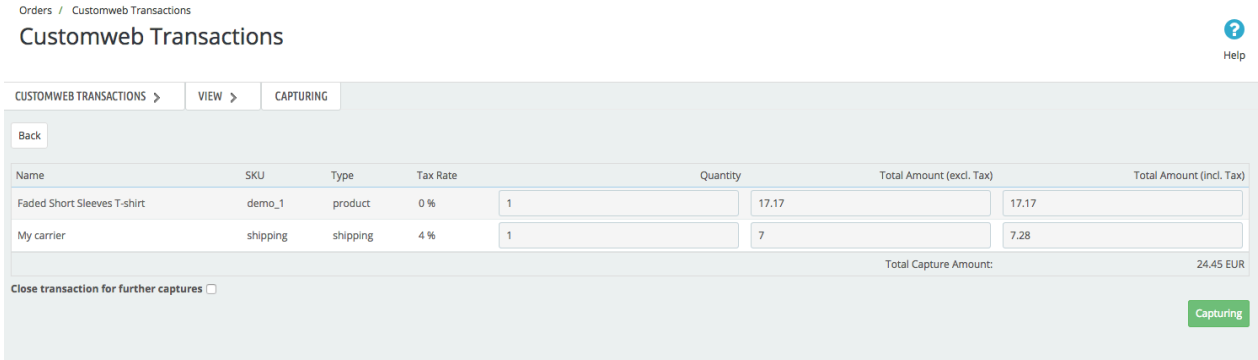 Orders / Customweb Transactions
Customweb Transactions
?
Help
CUSTOMWEB TRANSACTIONS > VIEW > CAPTURING
Back
Name SKU Type Tax Rate Quantity Total Amount (excl. Tax) Total Amount (incl. Tax)
Faded Short Sleeves T-shirt demo_1 product 0 % 1 17.17 17.17
My carrier shipping shipping 4 % 1 7 7.28
Total Capture Amount: 24.45 EUR
Close transaction for further captures
Capturing